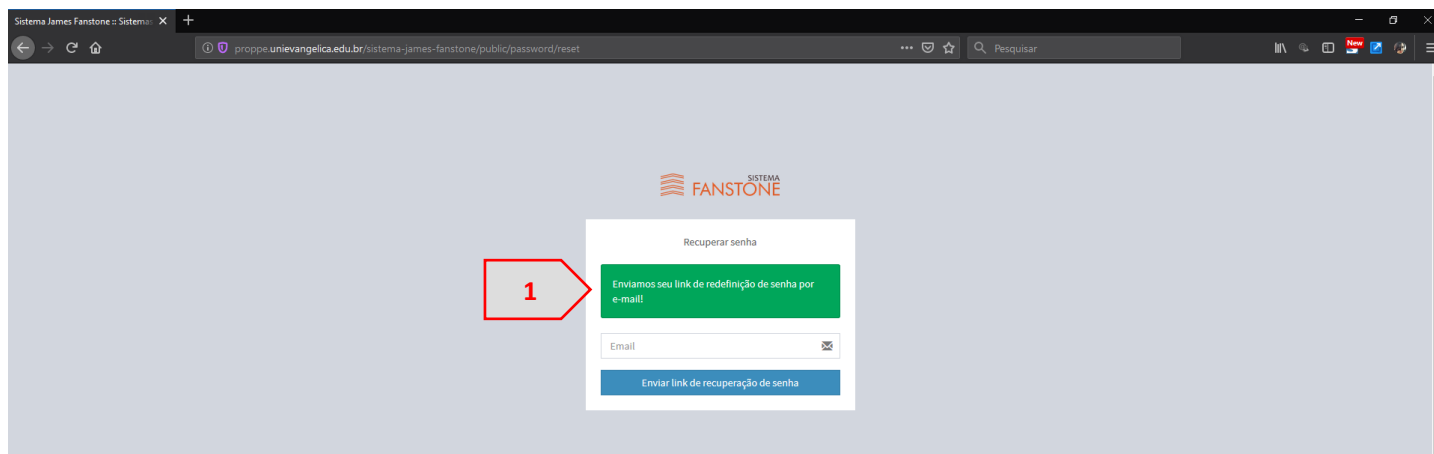 Sistema James Fanstone :: Sistemas
proppe.unievangelica.edu.br/sistema-james-fanstone/public/password/reset
Pesquisar
New
SISTEMA
FANSTONE
Recuperar senha
1
Enviamos seu link de redefinição de senha por
e-mail!
Email
Enviar link de recuperação de senha